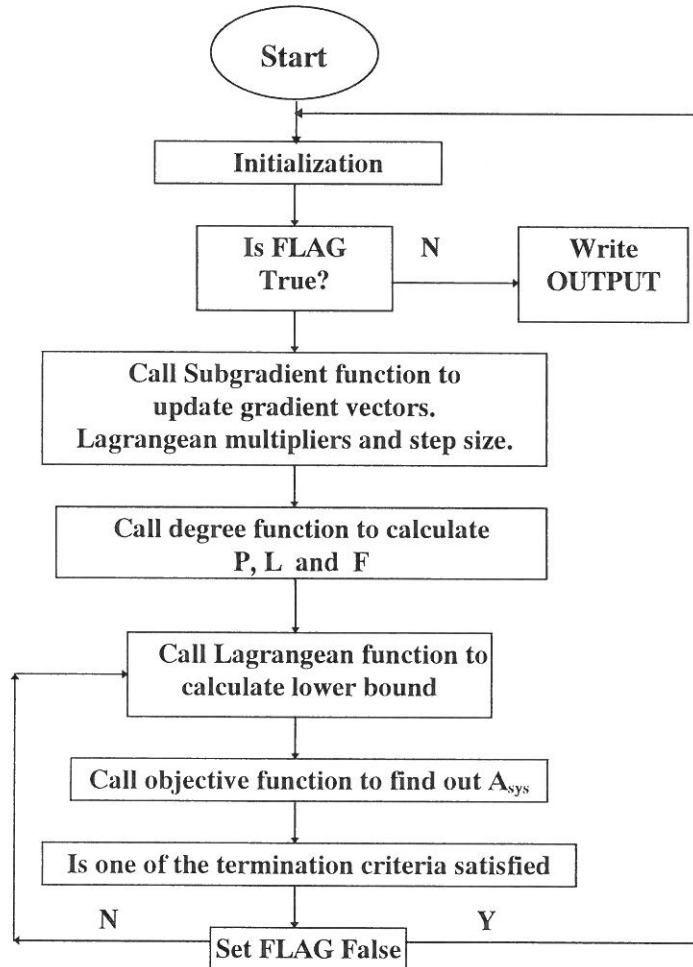 Start
Initialization
Is FLAG
True?
N
Write
OUTPUT
Call Subgradient function to
update gradient vectors.
Lagrangean multipliers and step size.
Call degree function to calculate
P, L and F
Call Lagrangean function to
calculate lower bound
Call objective function to find out Asys
Is one of the termination criteria satisfied
N
Y
Set FLAG False